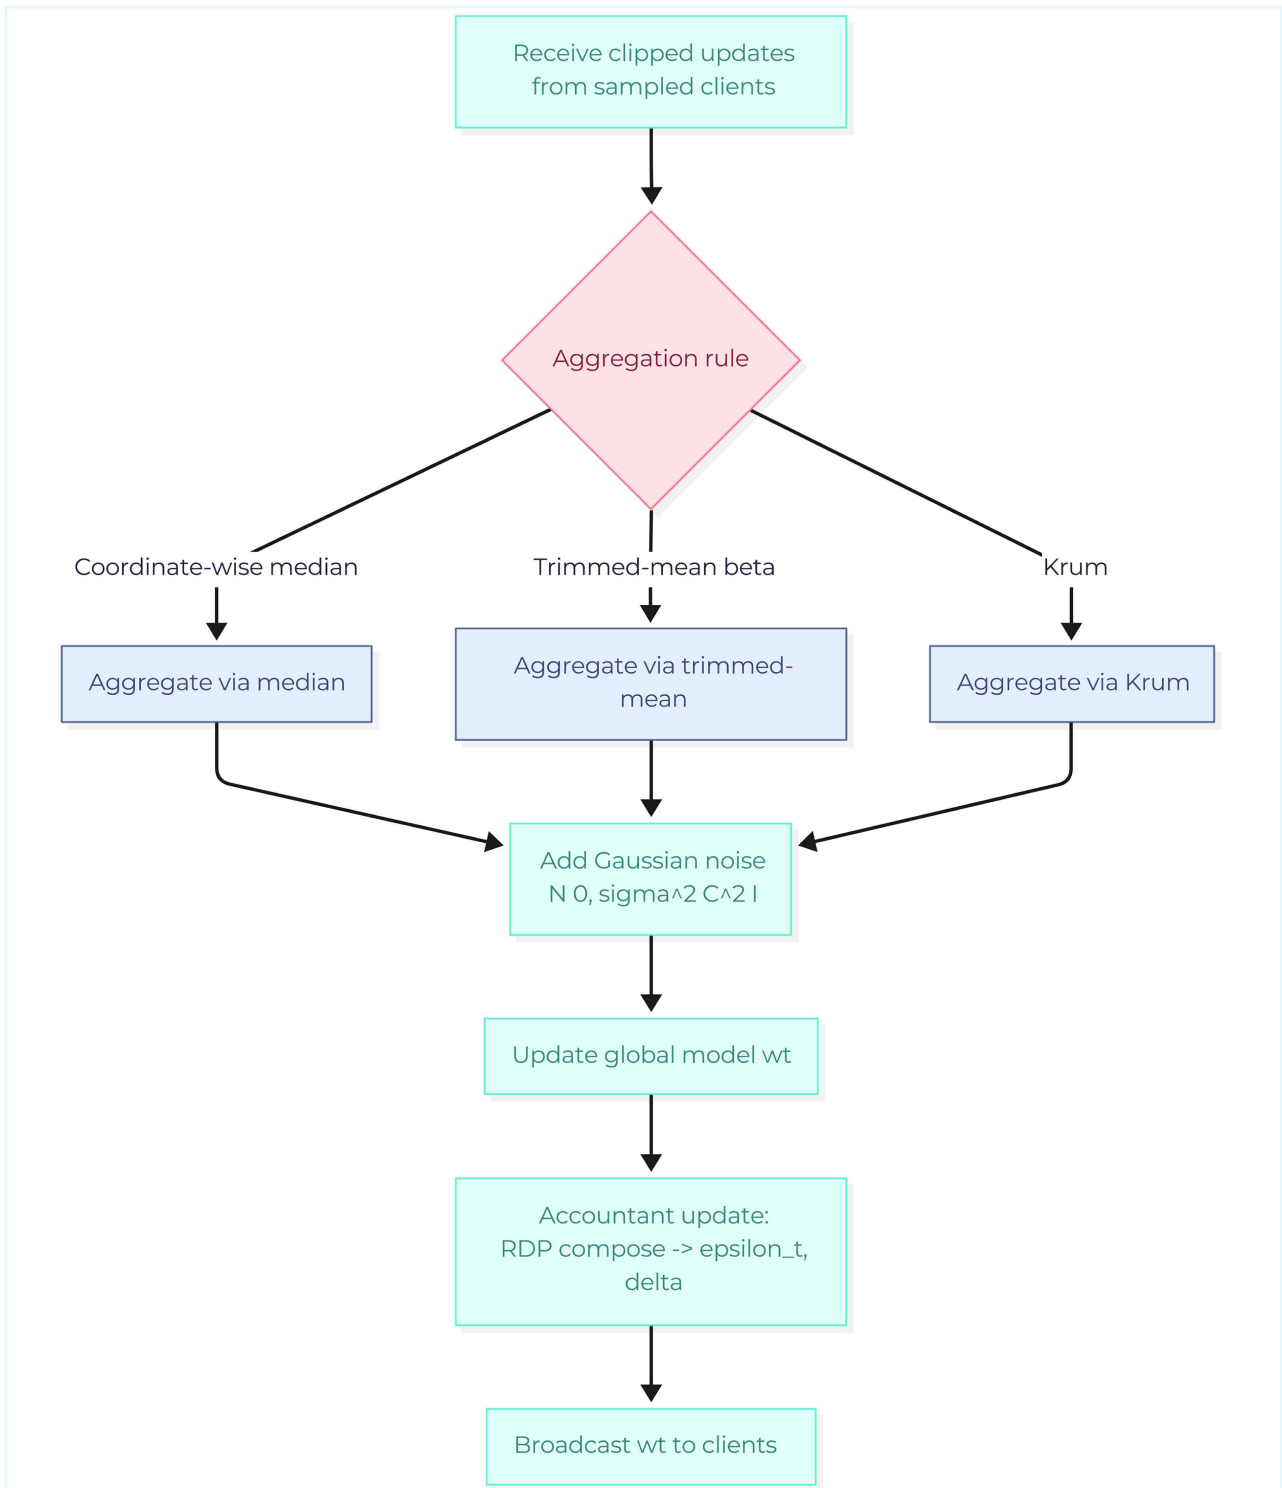 Receive clipped updates
from sampled clients
Aggregation rule
Coordinate-wise median
Trimmed-mean beta
Krum
Aggregate via median
Aggregate via trimmed-
mean
Aggregate via Krum
Add Gaussian noise
N 0, sigma^2 C^2 I
Update global model wt
Accountant update:
RDP compose -> epsilon_t,
delta
Broadcast wt to clients